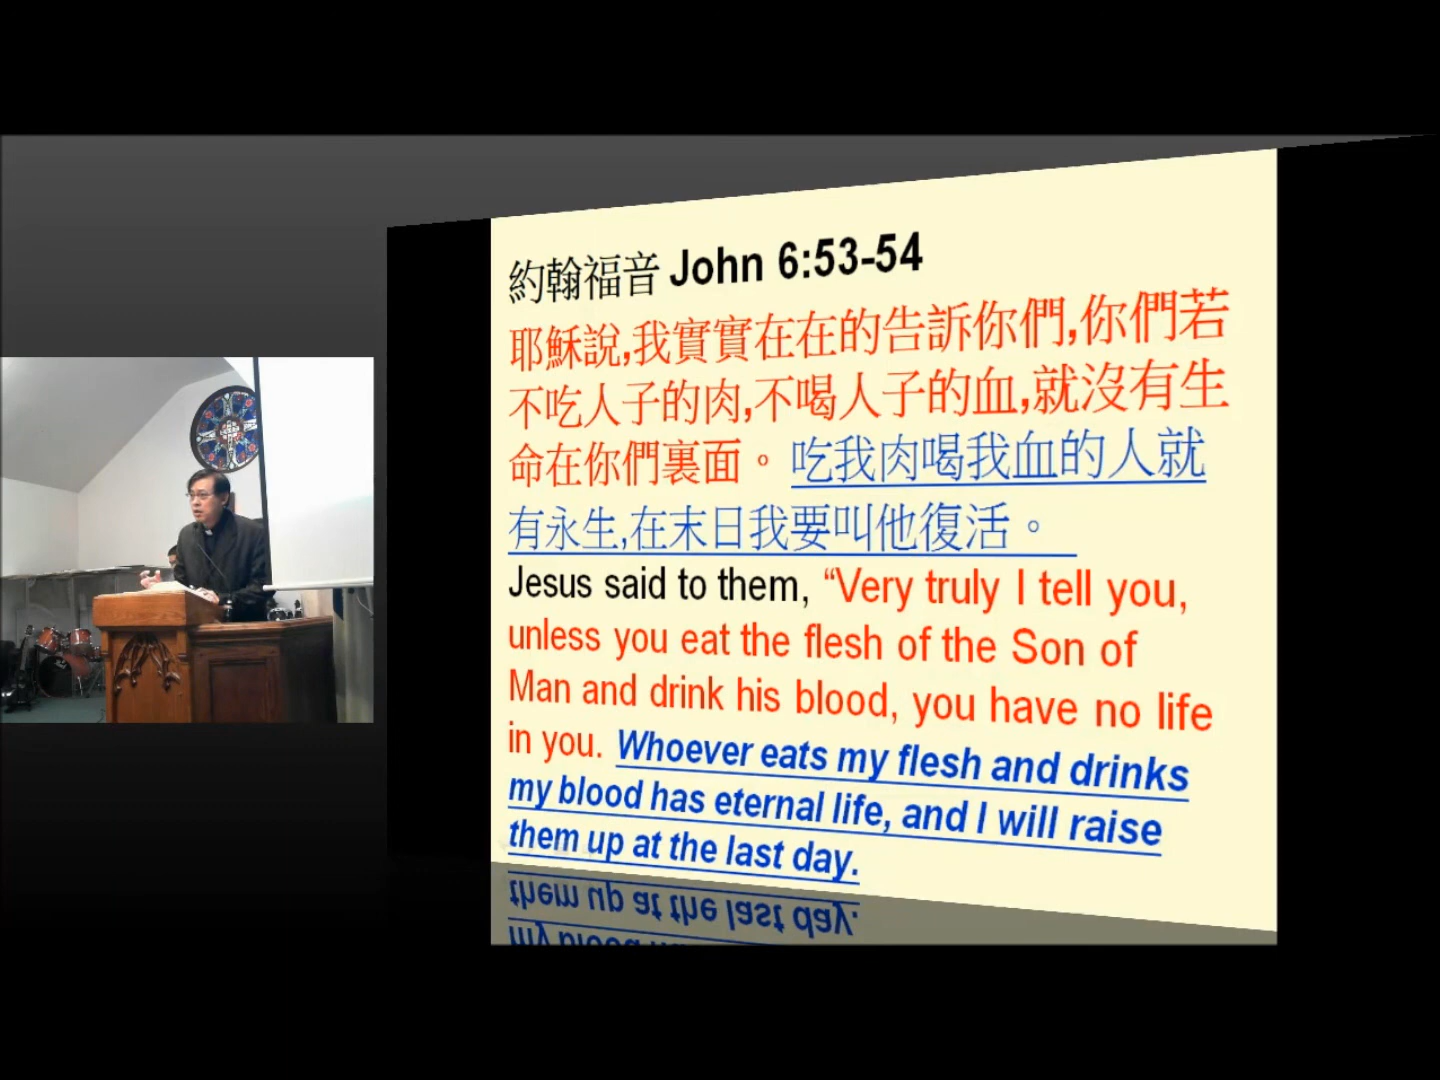 約翰福音 John 6:53-54
耶穌說,我實實在在的告訴你們,你們若
不吃人子的肉,不喝人子的血,就沒有生
命在你們裏面。吃我肉喝我血的人就
有永生,在末日我要叫他復活。
Jesus said to them, “Very truly I tell you,
unless you eat the flesh of the Son of
Man and drink his blood, you have no life
in you. Whoever eats my flesh and drinks
my blood has eternal life, and I will raise
them up at the last day.